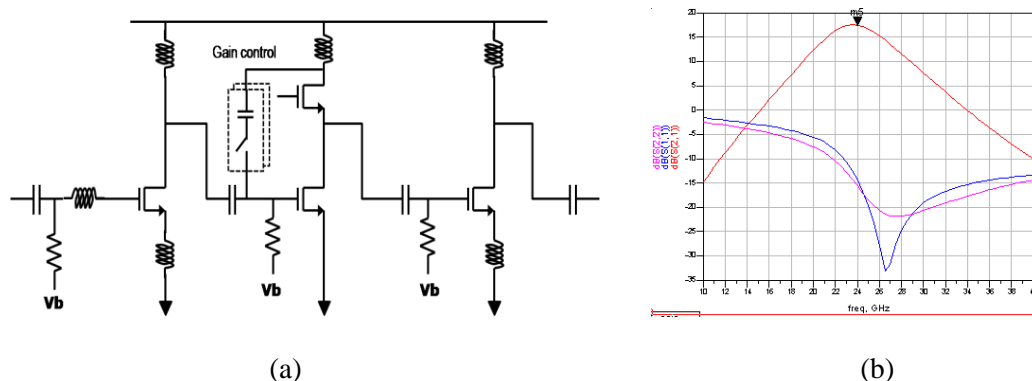 Gain control
Vb
Vb
Vb
m5
20
15
10
5
0
-5
-10
-15
-20
-25
-30
-35
dB(S(2,2))
dB(S(1,1))
dB(S(2,1))
10 12 14 16 18 20 22 24 26 28 30 32 34 36 38
freq, GHz
(a)
(b)